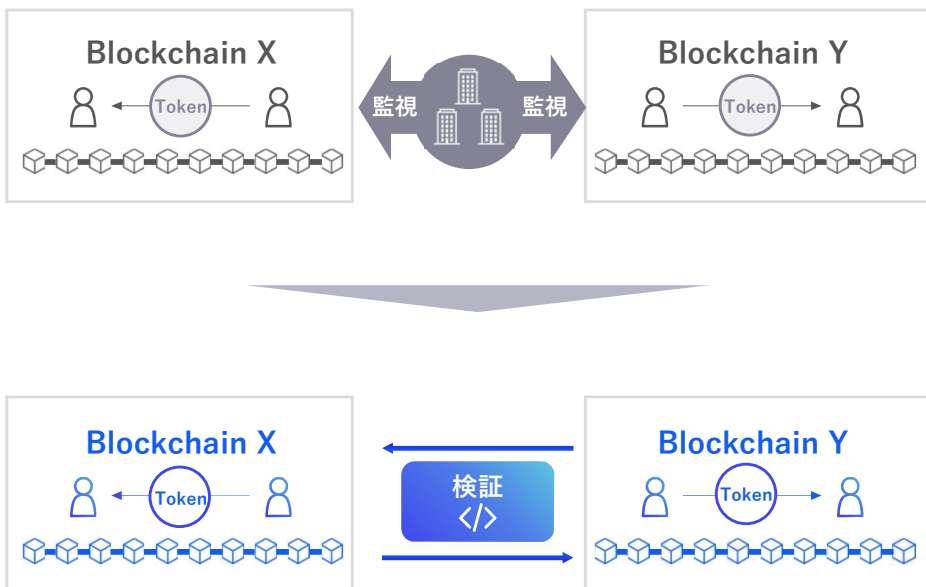 Blockchain X
Token
監視
監視
Blockchain Y
Token
Blockchain X
Token
検証
</>
Blockchain Y
Token